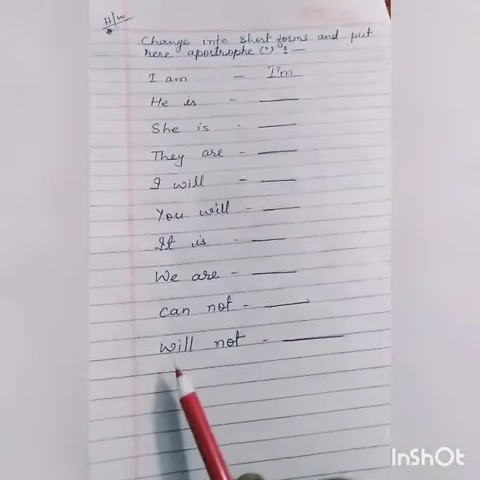 H/w
Change into short forms and put
here apostrophe (') :-
I am - I'm
He is -
She is -
They are -
I will -
You will -
It is -
We are -
can not -
will not -
InShOt